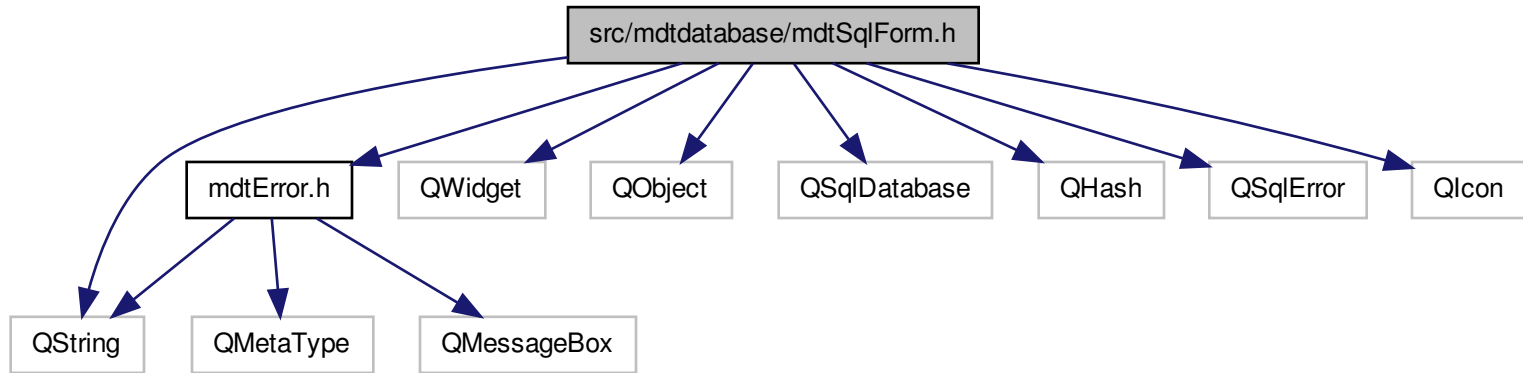 src/mdtdatabase/mdtSqlForm.h
mdtError.h
QWidget
QObject
QSqlDatabase
QHash
QSqlError
QIcon
QString
QMetaType
QMessageBox